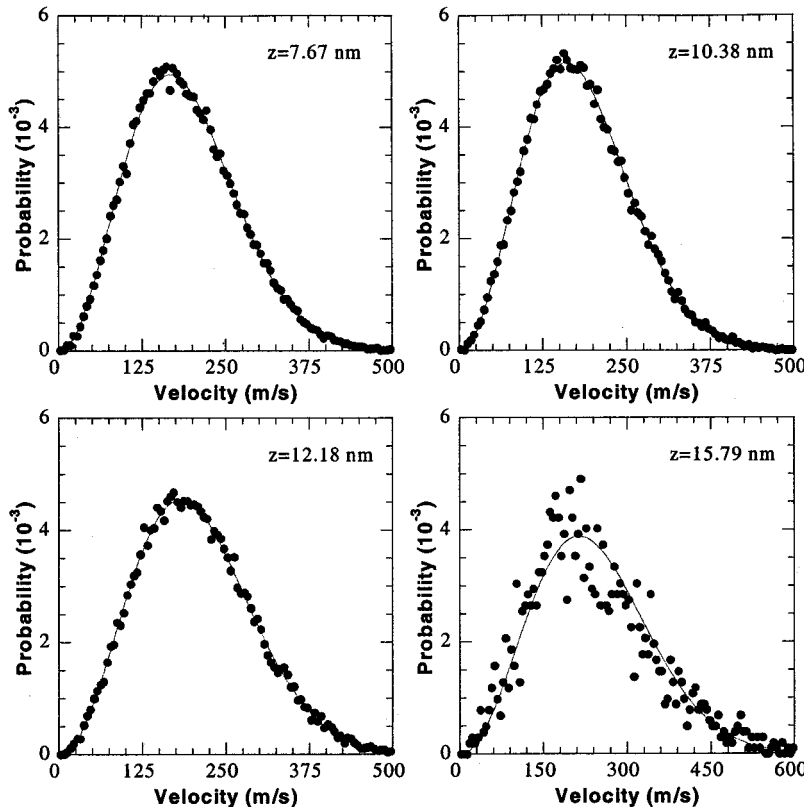 6
4
2
0
Probability (10⁻³)
z=7.67 nm
0 125 250 375 500
Velocity (m/s)
6
4
2
0
Probability (10⁻³)
z=10.38 nm
0 125 250 375 500
Velocity (m/s)
6
4
2
0
Probability (10⁻³)
z=12.18 nm
0 125 250 375 500
Velocity (m/s)
6
4
2
0
Probability (10⁻³)
z=15.79 nm
0 150 300 450 600
Velocity (m/s)